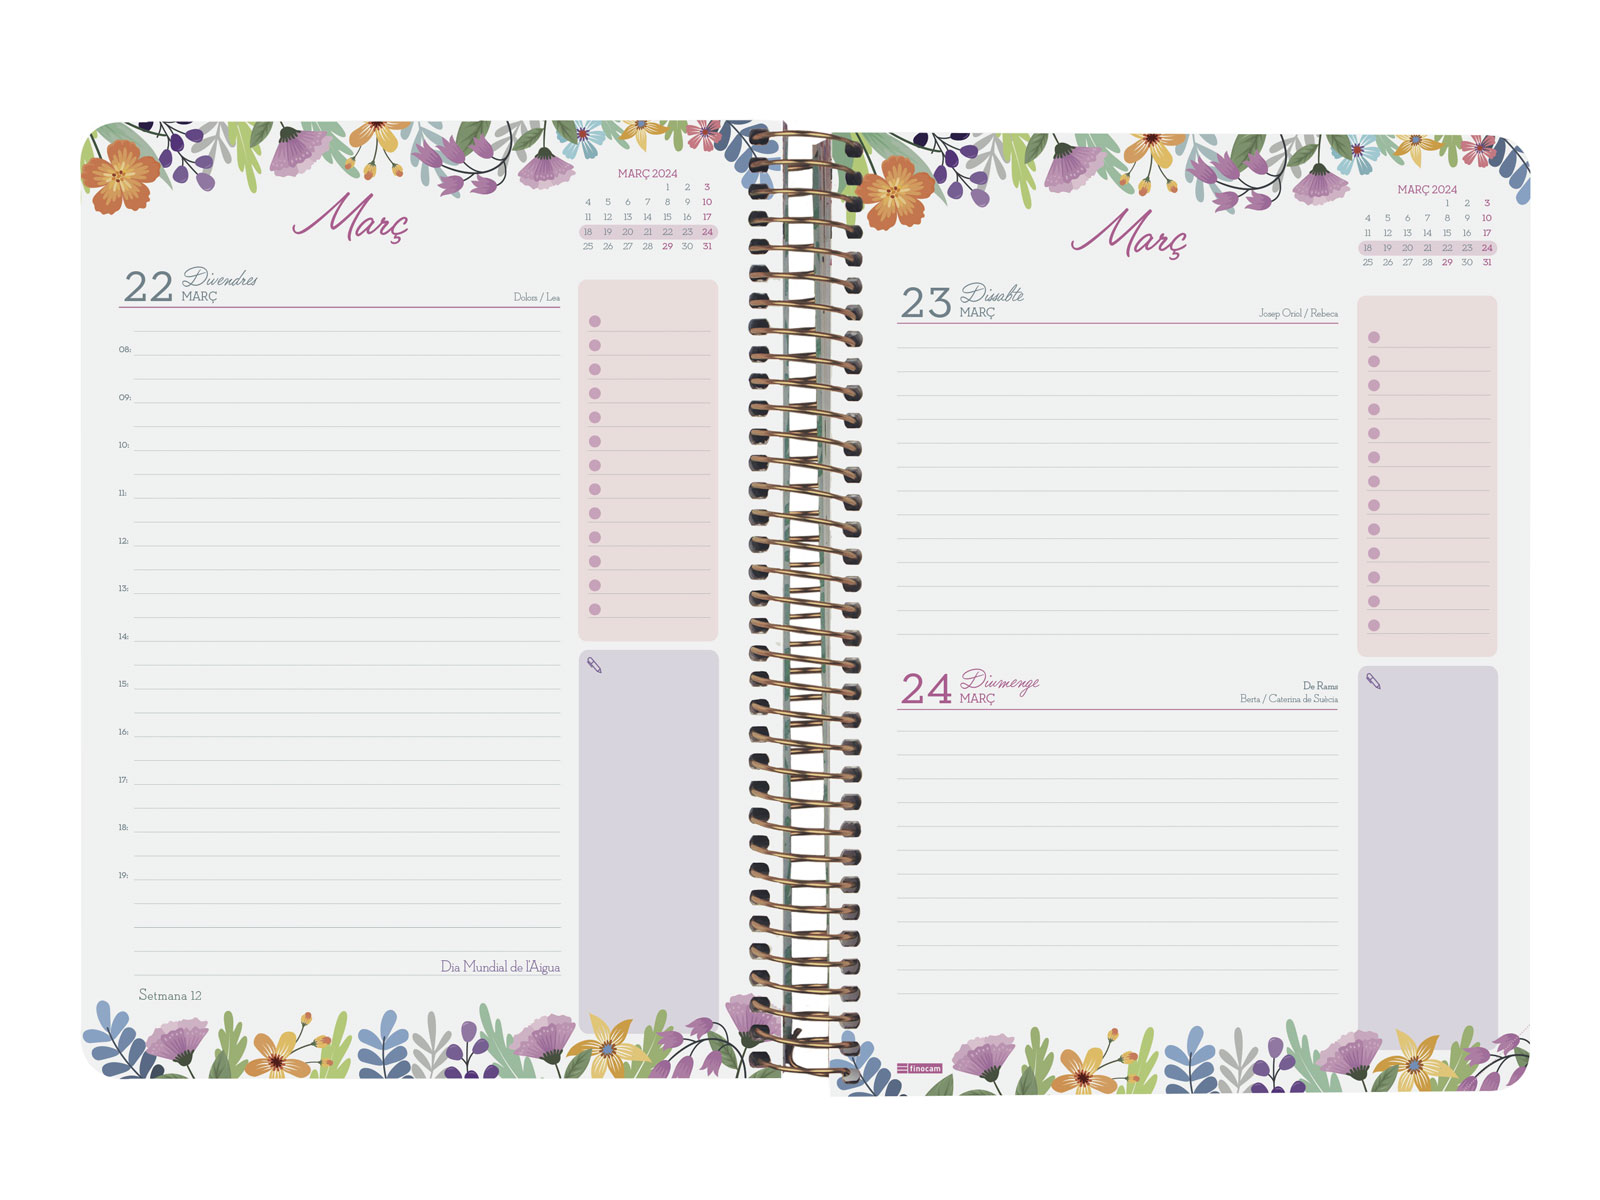 Març
MARÇ 2024
1 2 3
4 5 6 7 8 9 10
11 12 13 14 15 16 17
18 19 20 21 22 23 24
25 26 27 28 29 30 31
22 Divendres
MARÇ
Dolors / Lea
08:
09:
10:
11:
12:
13:
14:
15:
16:
17:
18:
19:
Dia Mundial de l'Aigua
Setmana 12
Març
MARÇ 2024
1 2 3
4 5 6 7 8 9 10
11 12 13 14 15 16 17
18 19 20 21 22 23 24
25 26 27 28 29 30 31
23 Dissabte
MARÇ
Josep Oriol / Rebeca
24 Diumenge
MARÇ
De Rams
Berta / Caterina de Suècia
finocam